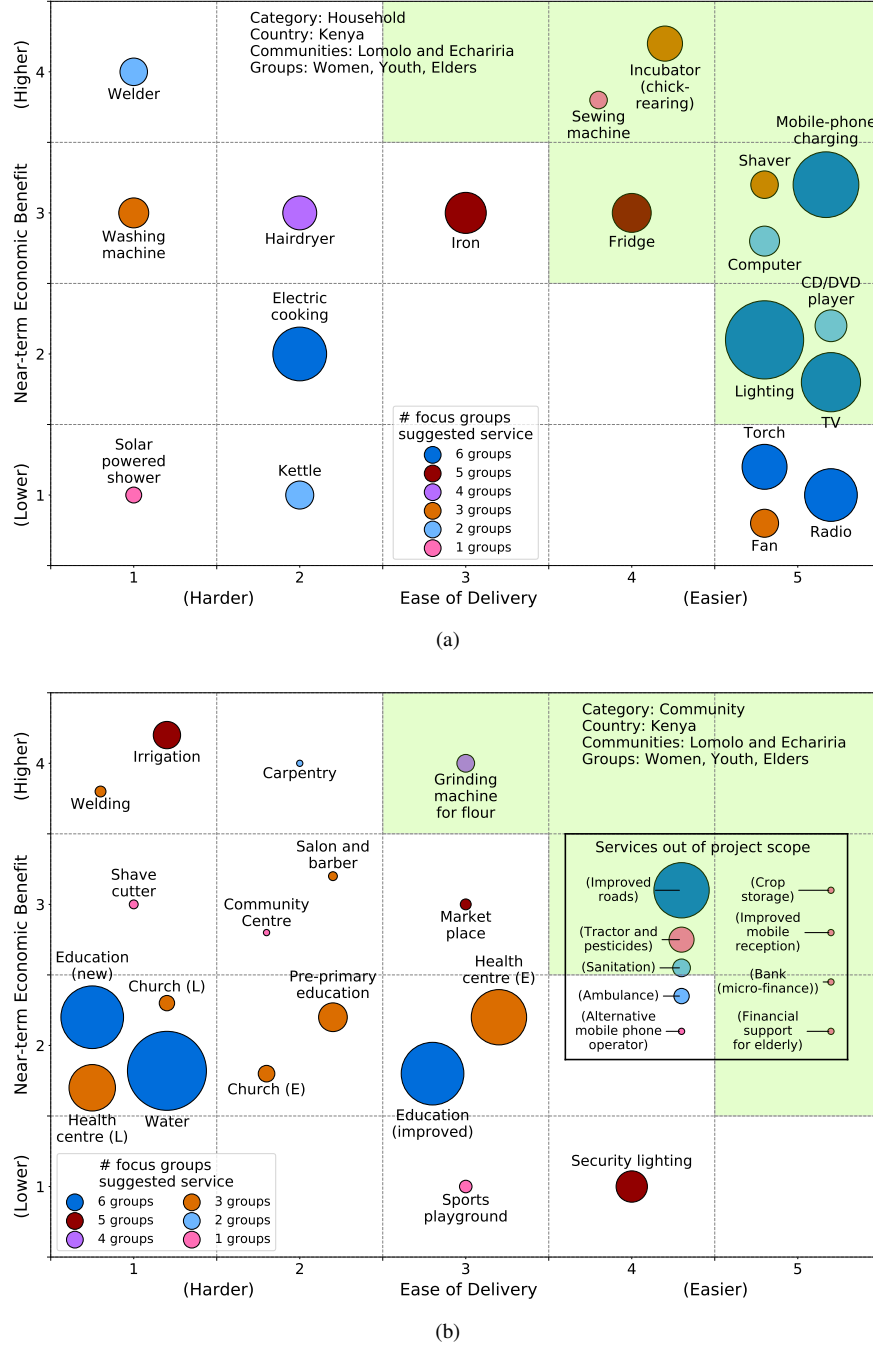 Category: Household
Country: Kenya
Communities: Lomolo and Echariria
Groups: Women, Youth, Elders
Welder
Incubator
(chick-
rearing)
Sewing
machine
Mobile-phone
charging
Shaver
Washing
machine
Hairdryer
Iron
Fridge
Computer
CD/DVD
player
Electric
cooking
Lighting
TV
Solar
powered
shower
Kettle
Torch
Fan
Radio
# focus groups
suggested service
6 groups
5 groups
4 groups
3 groups
2 groups
1 groups
(Higher)
Near-term Economic Benefit
(Lower)
4
3
2
1
1
2
3
4
5
(Harder)
Ease of Delivery
(Easier)
(a)
Category: Community
Country: Kenya
Communities: Lomolo and Echariria
Groups: Women, Youth, Elders
Irrigation
Welding
Carpentry
Grinding
machine
for flour
Services out of project scope
(Improved
roads)
(Tractor and
pesticides)
(Sanitation)
(Ambulance)
(Alternative
mobile phone
operator)
(Crop
storage)
(Improved
mobile
reception)
(Bank
(micro-finance))
(Financial
support
for elderly)
Salon and
barber
Shave
cutter
Community
Centre
Market
place
Education
(new)
Church (L)
Pre-primary
education
Health
centre (E)
Church (E)
Health
centre (L)
Water
Education
(improved)
Security lighting
Sports
playground
# focus groups
suggested service
6 groups
5 groups
4 groups
3 groups
2 groups
1 groups
(Higher)
Near-term Economic Benefit
(Lower)
4
3
2
1
1
2
3
4
5
(Harder)
Ease of Delivery
(Easier)
(b)